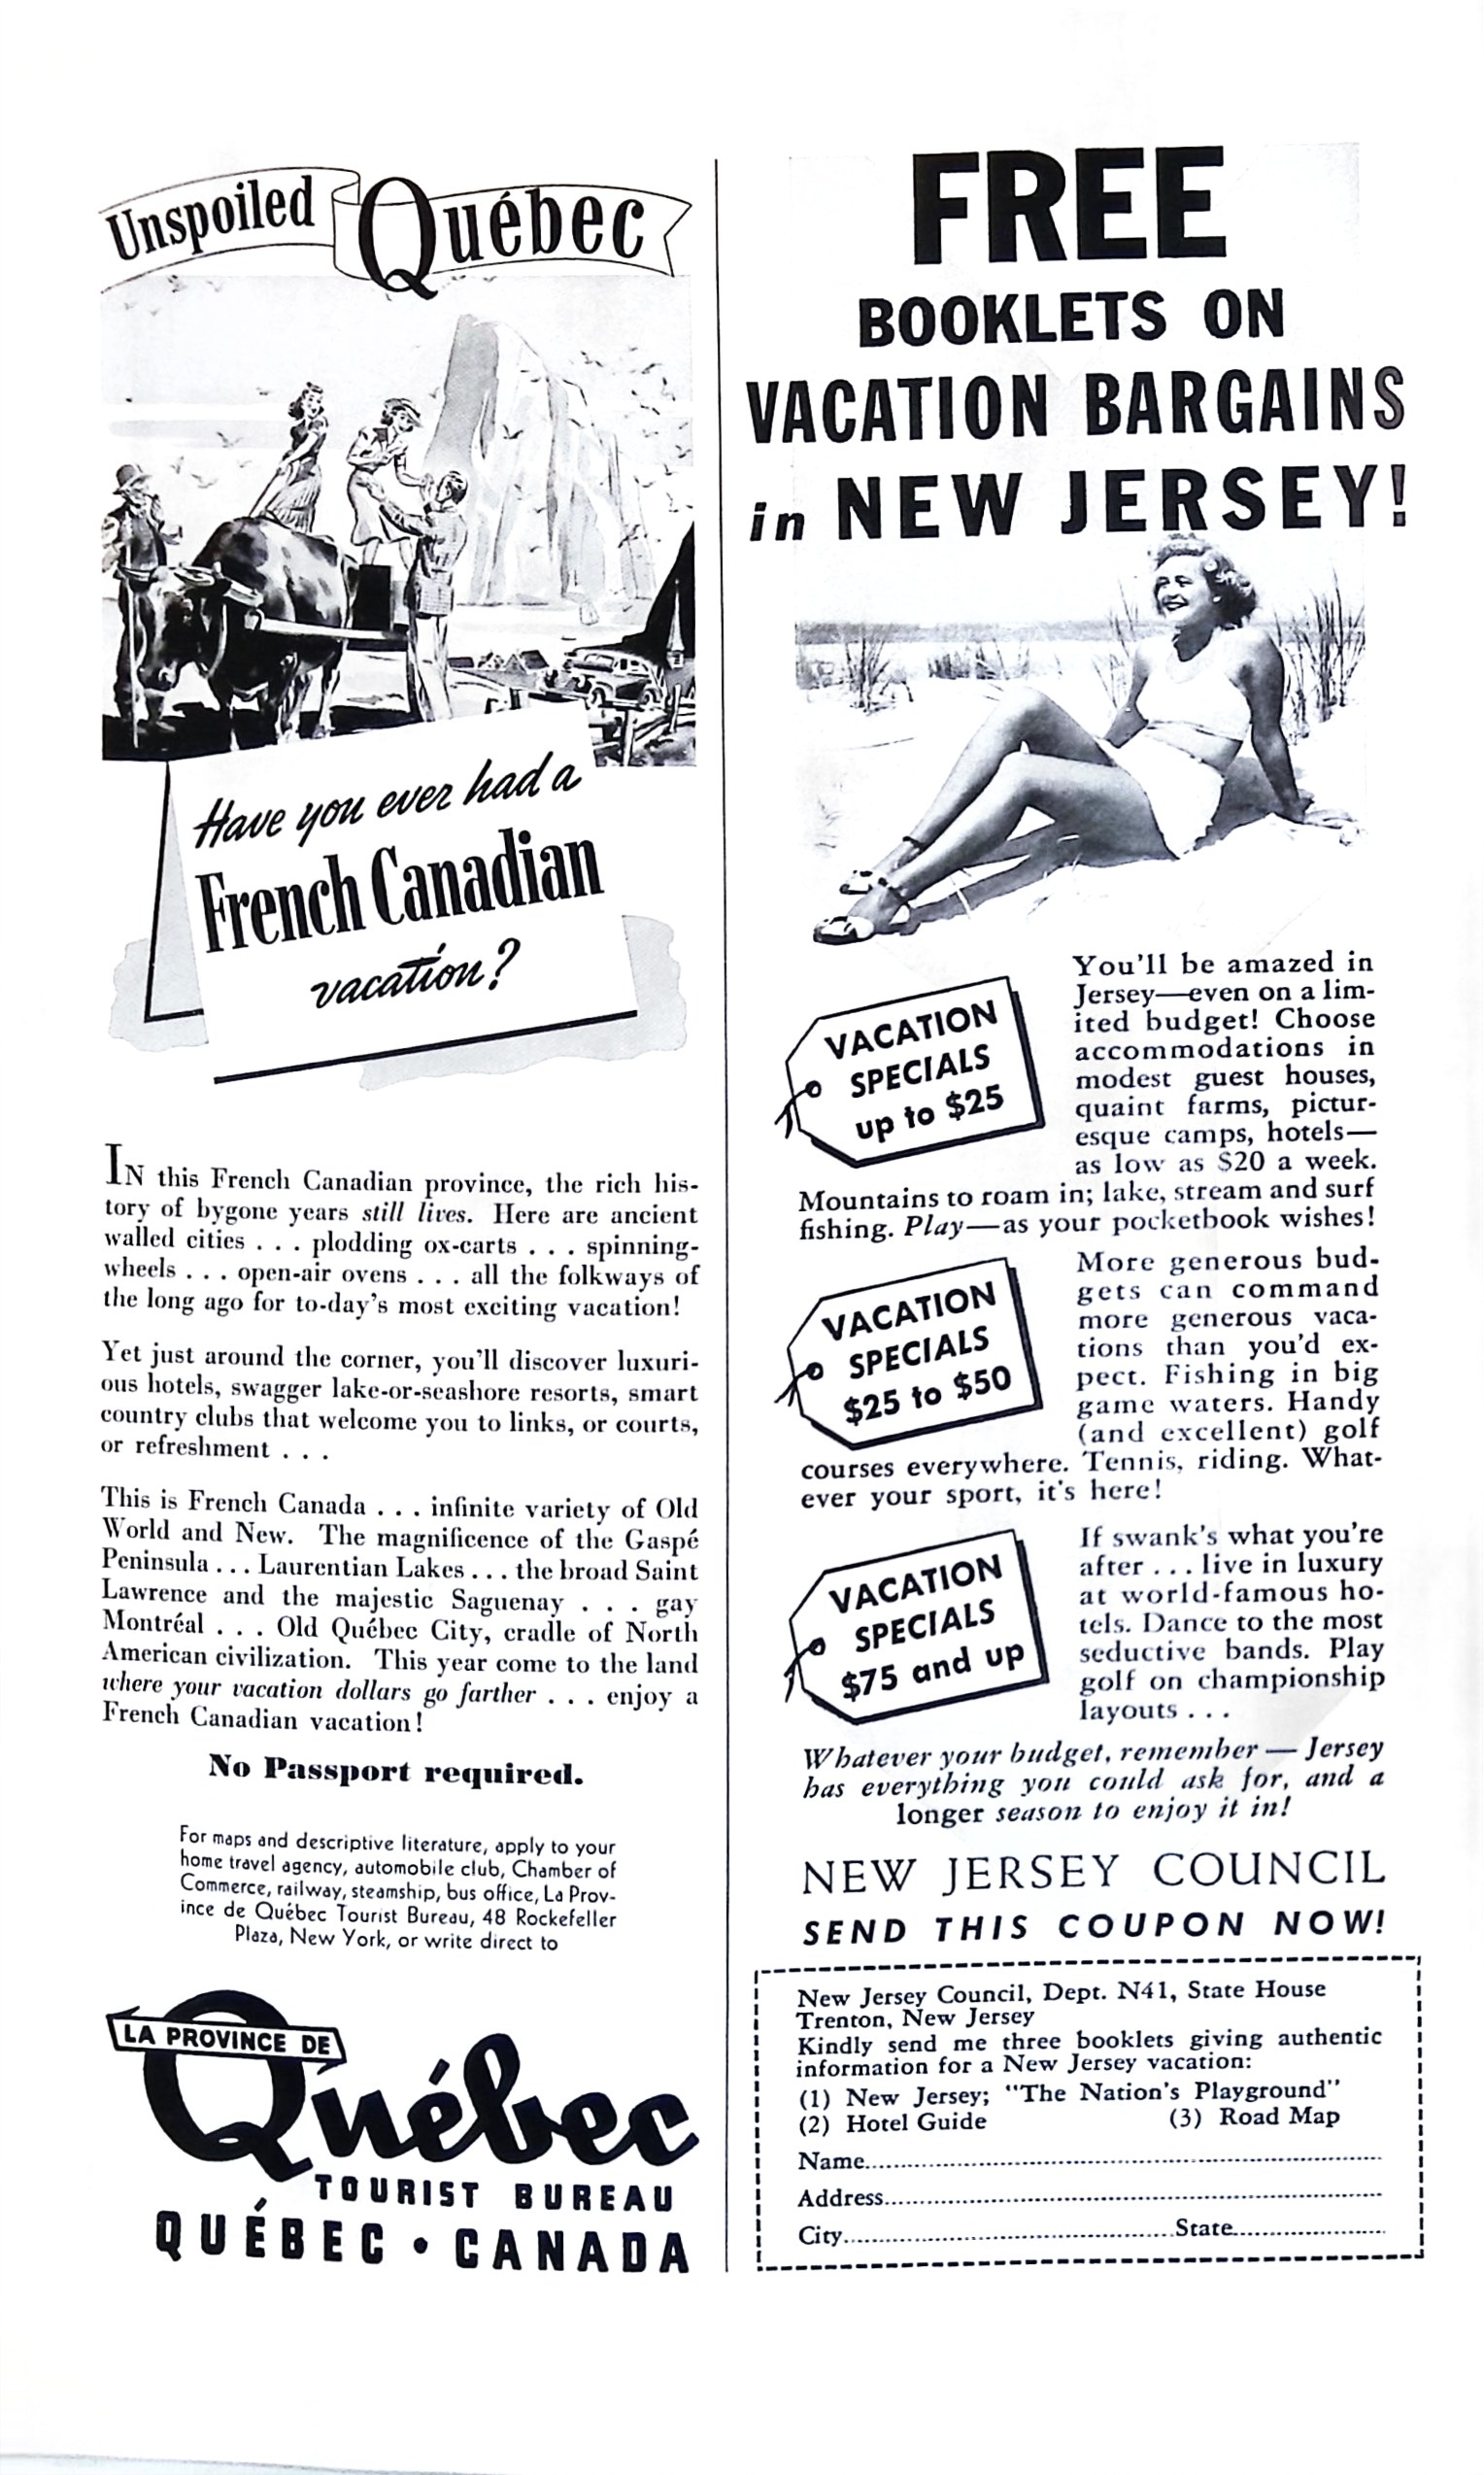 Unspoiled Québec
Have you ever had a
French Canadian
vacation?
IN this French Canadian province, the rich his-
tory of bygone years still lives. Here are ancient
walled cities . . . plodding ox-carts . . . spinning-
wheels . . . open-air ovens . . . all the folkways of
the long ago for to-day's most exciting vacation!
Yet just around the corner, you'll discover luxuri-
ous hotels, swagger lake-or-seashore resorts, smart
country clubs that welcome you to links, or courts,
or refreshment . . .
This is French Canada . . . infinite variety of Old
World and New. The magnificence of the Gaspé
Peninsula . . . Laurentian Lakes . . . the broad Saint
Lawrence and the majestic Saguenay . . . gay
Montréal . . . Old Québec City, cradle of North
American civilization. This year come to the land
where your vacation dollars go farther . . . enjoy a
French Canadian vacation!
No Passport required.
For maps and descriptive literature, apply to your
home travel agency, automobile club, Chamber of
Commerce, railway, steamship, bus office, La Prov-
ince de Québec Tourist Bureau, 48 Rockefeller
Plaza, New York, or write direct to
LA PROVINCE DE
Québec
TOURIST BUREAU
QUÉBEC • CANADA
FREE
BOOKLETS ON
VACATION BARGAINS
in NEW JERSEY!
VACATION
SPECIALS
up to $25
You'll be amazed in
Jersey—even on a lim-
ited budget! Choose
accommodations in
modest guest houses,
quaint farms, pictur-
esque camps, hotels—
as low as $20 a week.
Mountains to roam in; lake, stream and surf
fishing. Play—as your pocketbook wishes!
VACATION
SPECIALS
$25 to $50
More generous bud-
gets can command
more generous vaca-
tions than you'd ex-
pect. Fishing in big
game waters. Handy
(and excellent) golf
courses everywhere. Tennis, riding. What-
ever your sport, it's here!
VACATION
SPECIALS
$75 and up
If swank's what you're
after . . . live in luxury
at world-famous ho-
tels. Dance to the most
seductive bands. Play
golf on championship
layouts . . .
Whatever your budget, remember — Jersey
has everything you could ask for, and a
longer season to enjoy it in!
NEW JERSEY COUNCIL
SEND THIS COUPON NOW!
New Jersey Council, Dept. N41, State House
Trenton, New Jersey
Kindly send me three booklets giving authentic
information for a New Jersey vacation:
(1) New Jersey; "The Nation's Playground"
(2) Hotel Guide (3) Road Map
Name
Address
City State